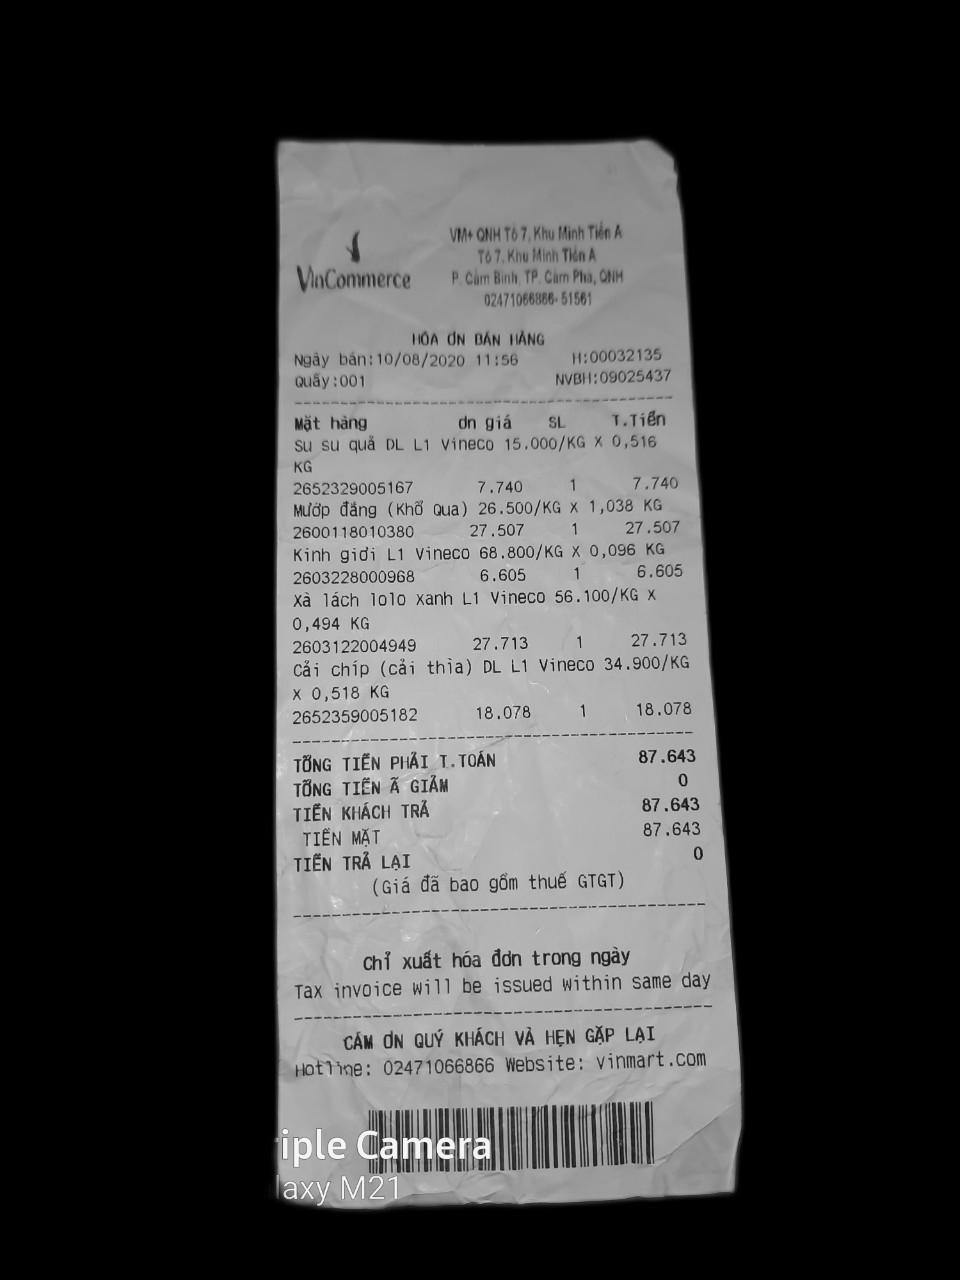 VinCommerce
VM+ QNH Tổ 7, Khu Minh Tiến A
Tổ 7, Khu Minh Tiến A
P. Cẩm Bình, TP. Cẩm Phả, QNH
02471066866-51561
HÓA ƠN BÁN HÀNG
Ngày bán:10/08/2020 11:56 H:00032135
Quầy:001 NVBH:09025437
Mặt hàng ơn giá SL T.Tiền
Su su quả DL L1 Vineco 15.000/KG X 0,516
KG
2652329005167 7.740 1 7.740
Mướp đắng (Khổ Qua) 26.500/KG X 1,038 KG
2600118010380 27.507 1 27.507
Kinh giới L1 Vineco 68.800/KG X 0,096 KG
2603228000968 6.605 1 6.605
Xà lách lolo xanh L1 Vineco 56.100/KG X
0,494 KG
2603122004949 27.713 1 27.713
Cải chíp (cải thìa) DL L1 Vineco 34.900/KG
X 0,518 KG
2652359005182 18.078 1 18.078
TỔNG TIỀN PHẢI T.TOÁN 87.643
TỔNG TIỀN Ã GIẢM 0
TIỀN KHÁCH TRẢ 87.643
TIỀN MẶT 87.643
TIỀN TRẢ LẠI 0
(Giá đã bao gồm thuế GTGT)
Chỉ xuất hóa đơn trong ngày
Tax invoice will be issued within same day
CẢM ƠN QUÝ KHÁCH VÀ HẸN GẶP LẠI
Hotline: 02471066866 Website: vinmart.com
iple Camera
laxy M21